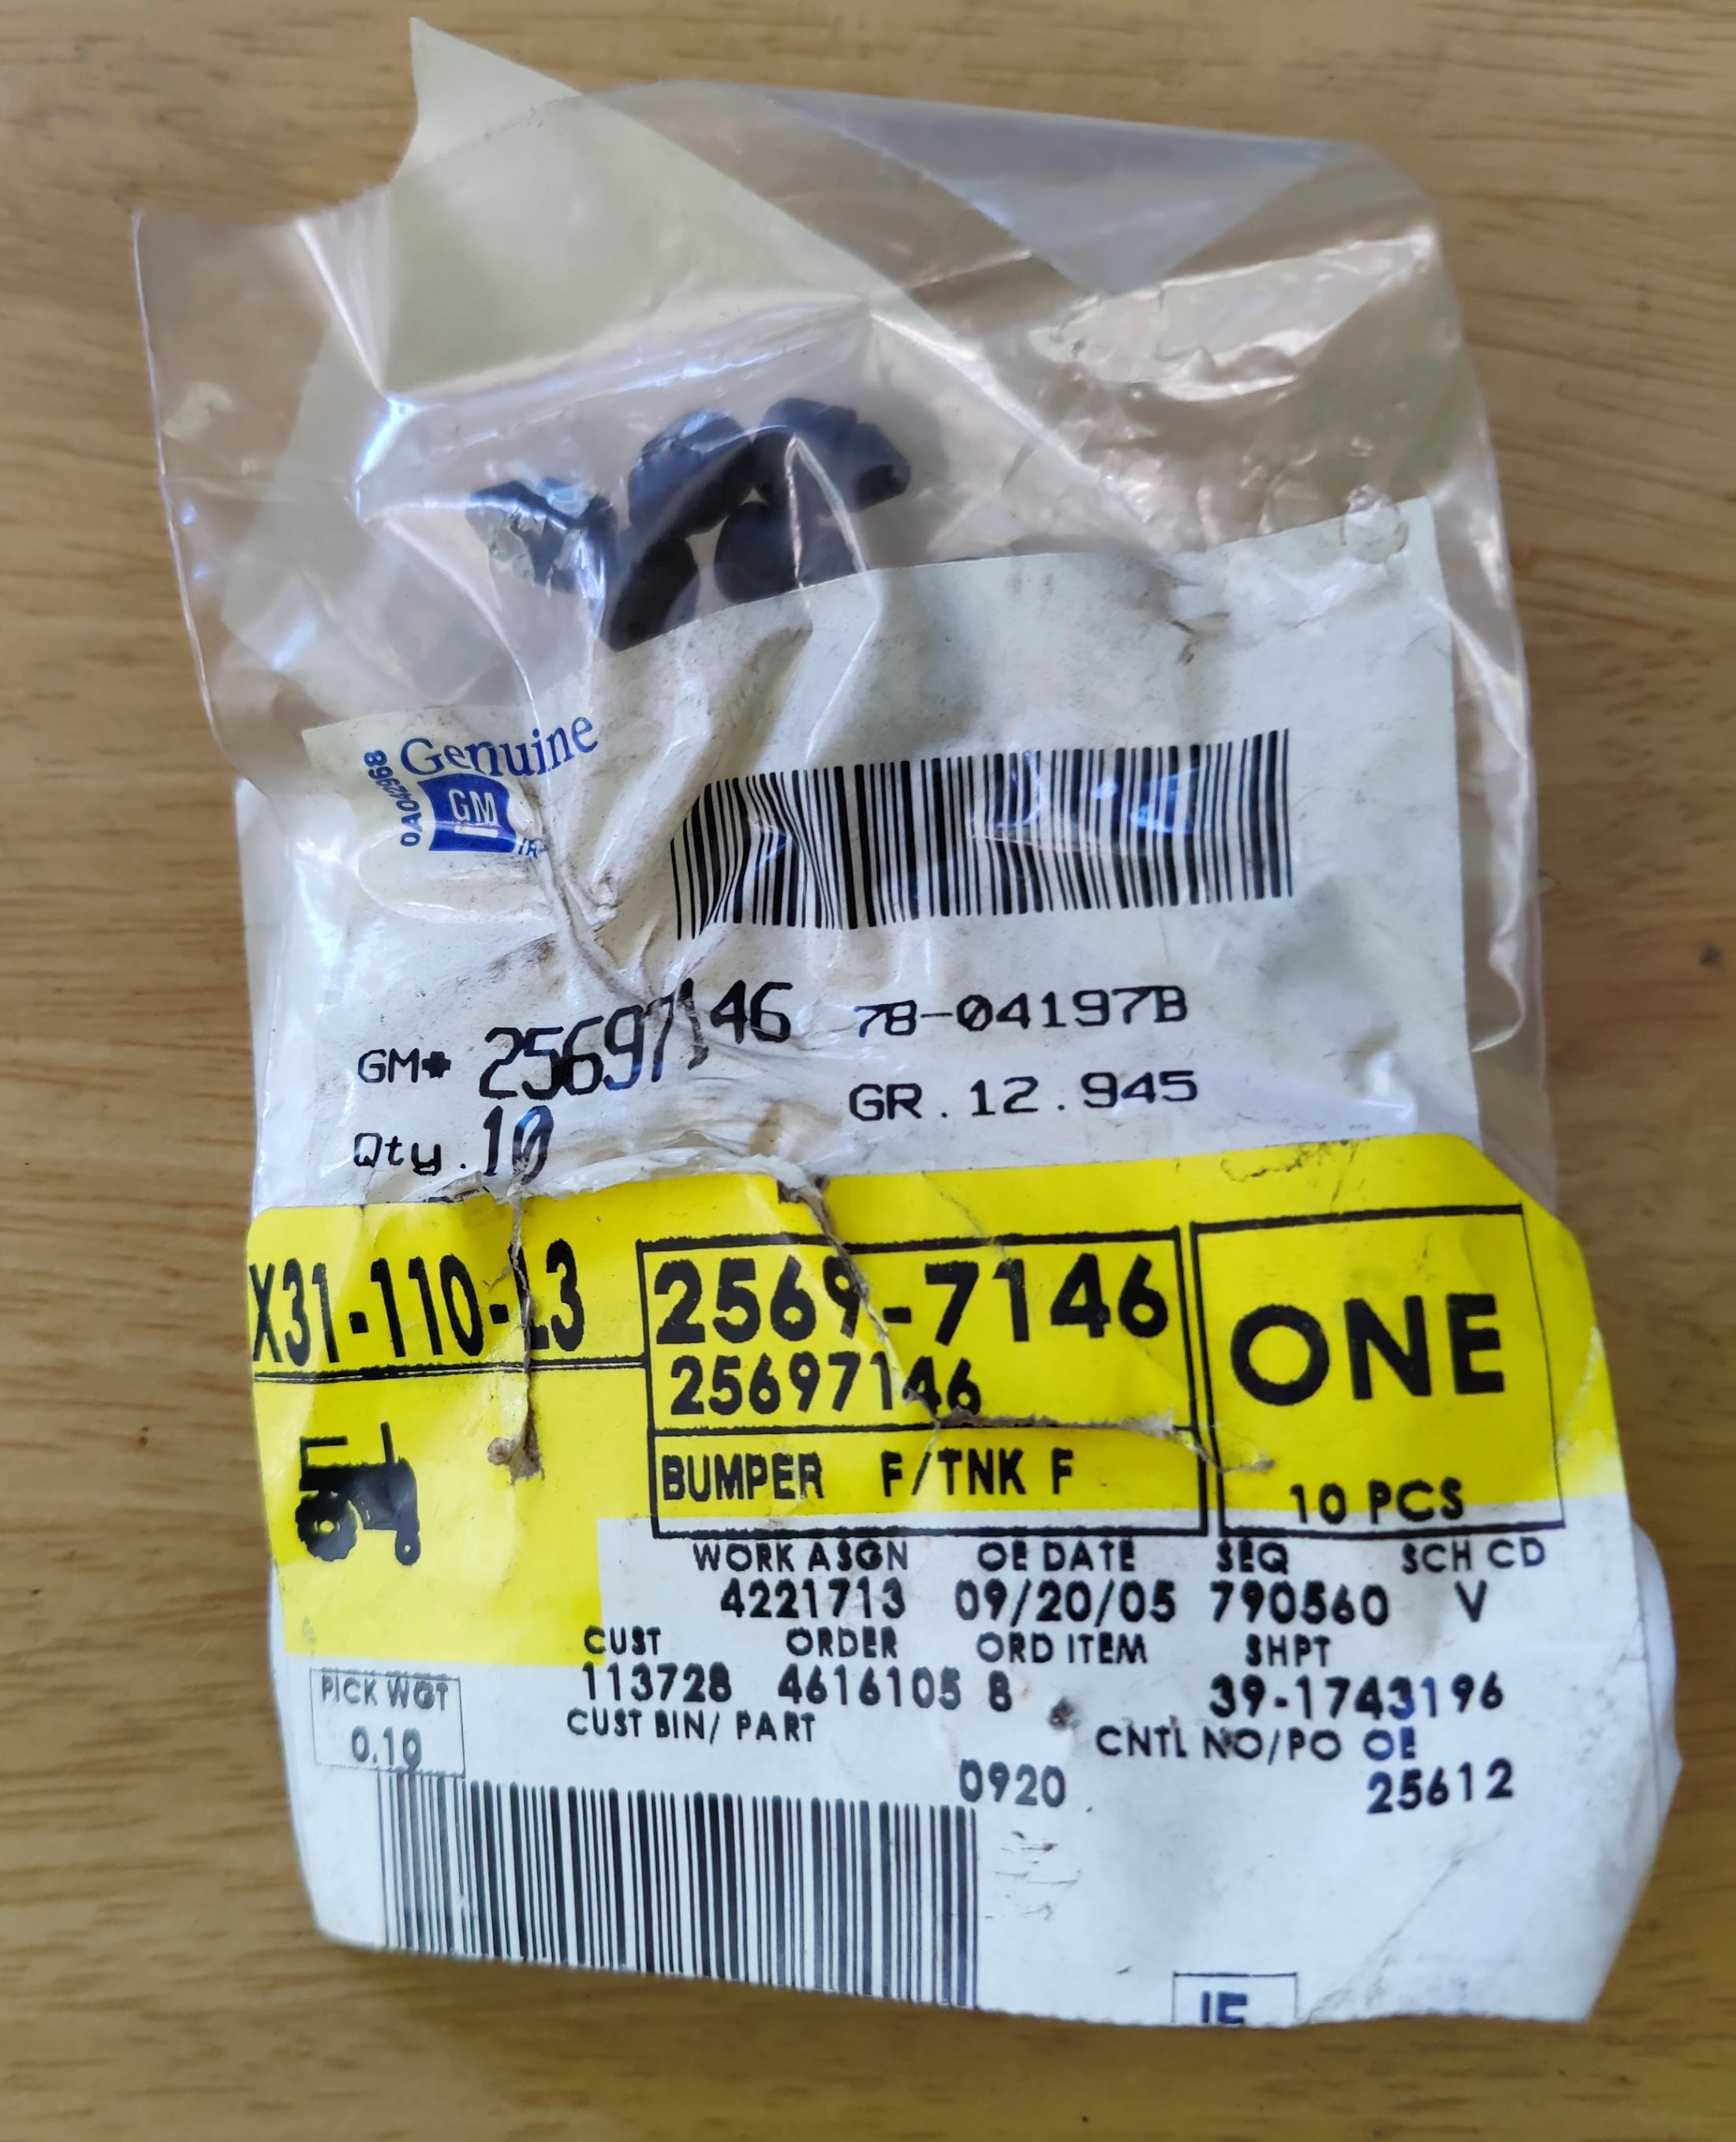 Genuine
0A042998
GM
GM* 25697146 78-04197B
Qty. 10 GR. 12.945
X31-110-L3 2569-7146 ONE
25697146
BUMPER F/TNK F 10 PCS
WORK ASGN OE DATE SEQ SCH CD
4221713 09/20/05 790560 V
CUST ORDER ORD ITEM SHPT
113728 4616105 8 39-1743196
PICK WGT CUST BIN/ PART CNTL NO/PO OE
0.10 0920 25612